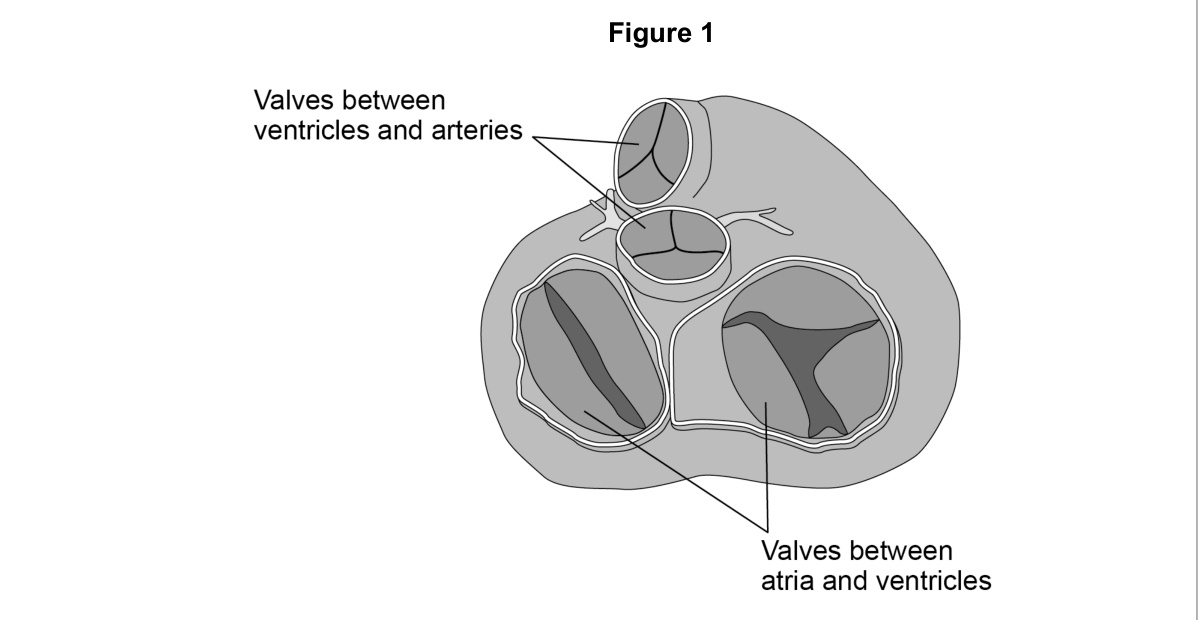 Figure 1
Valves between
ventricles and arteries
Valves between
atria and ventricles